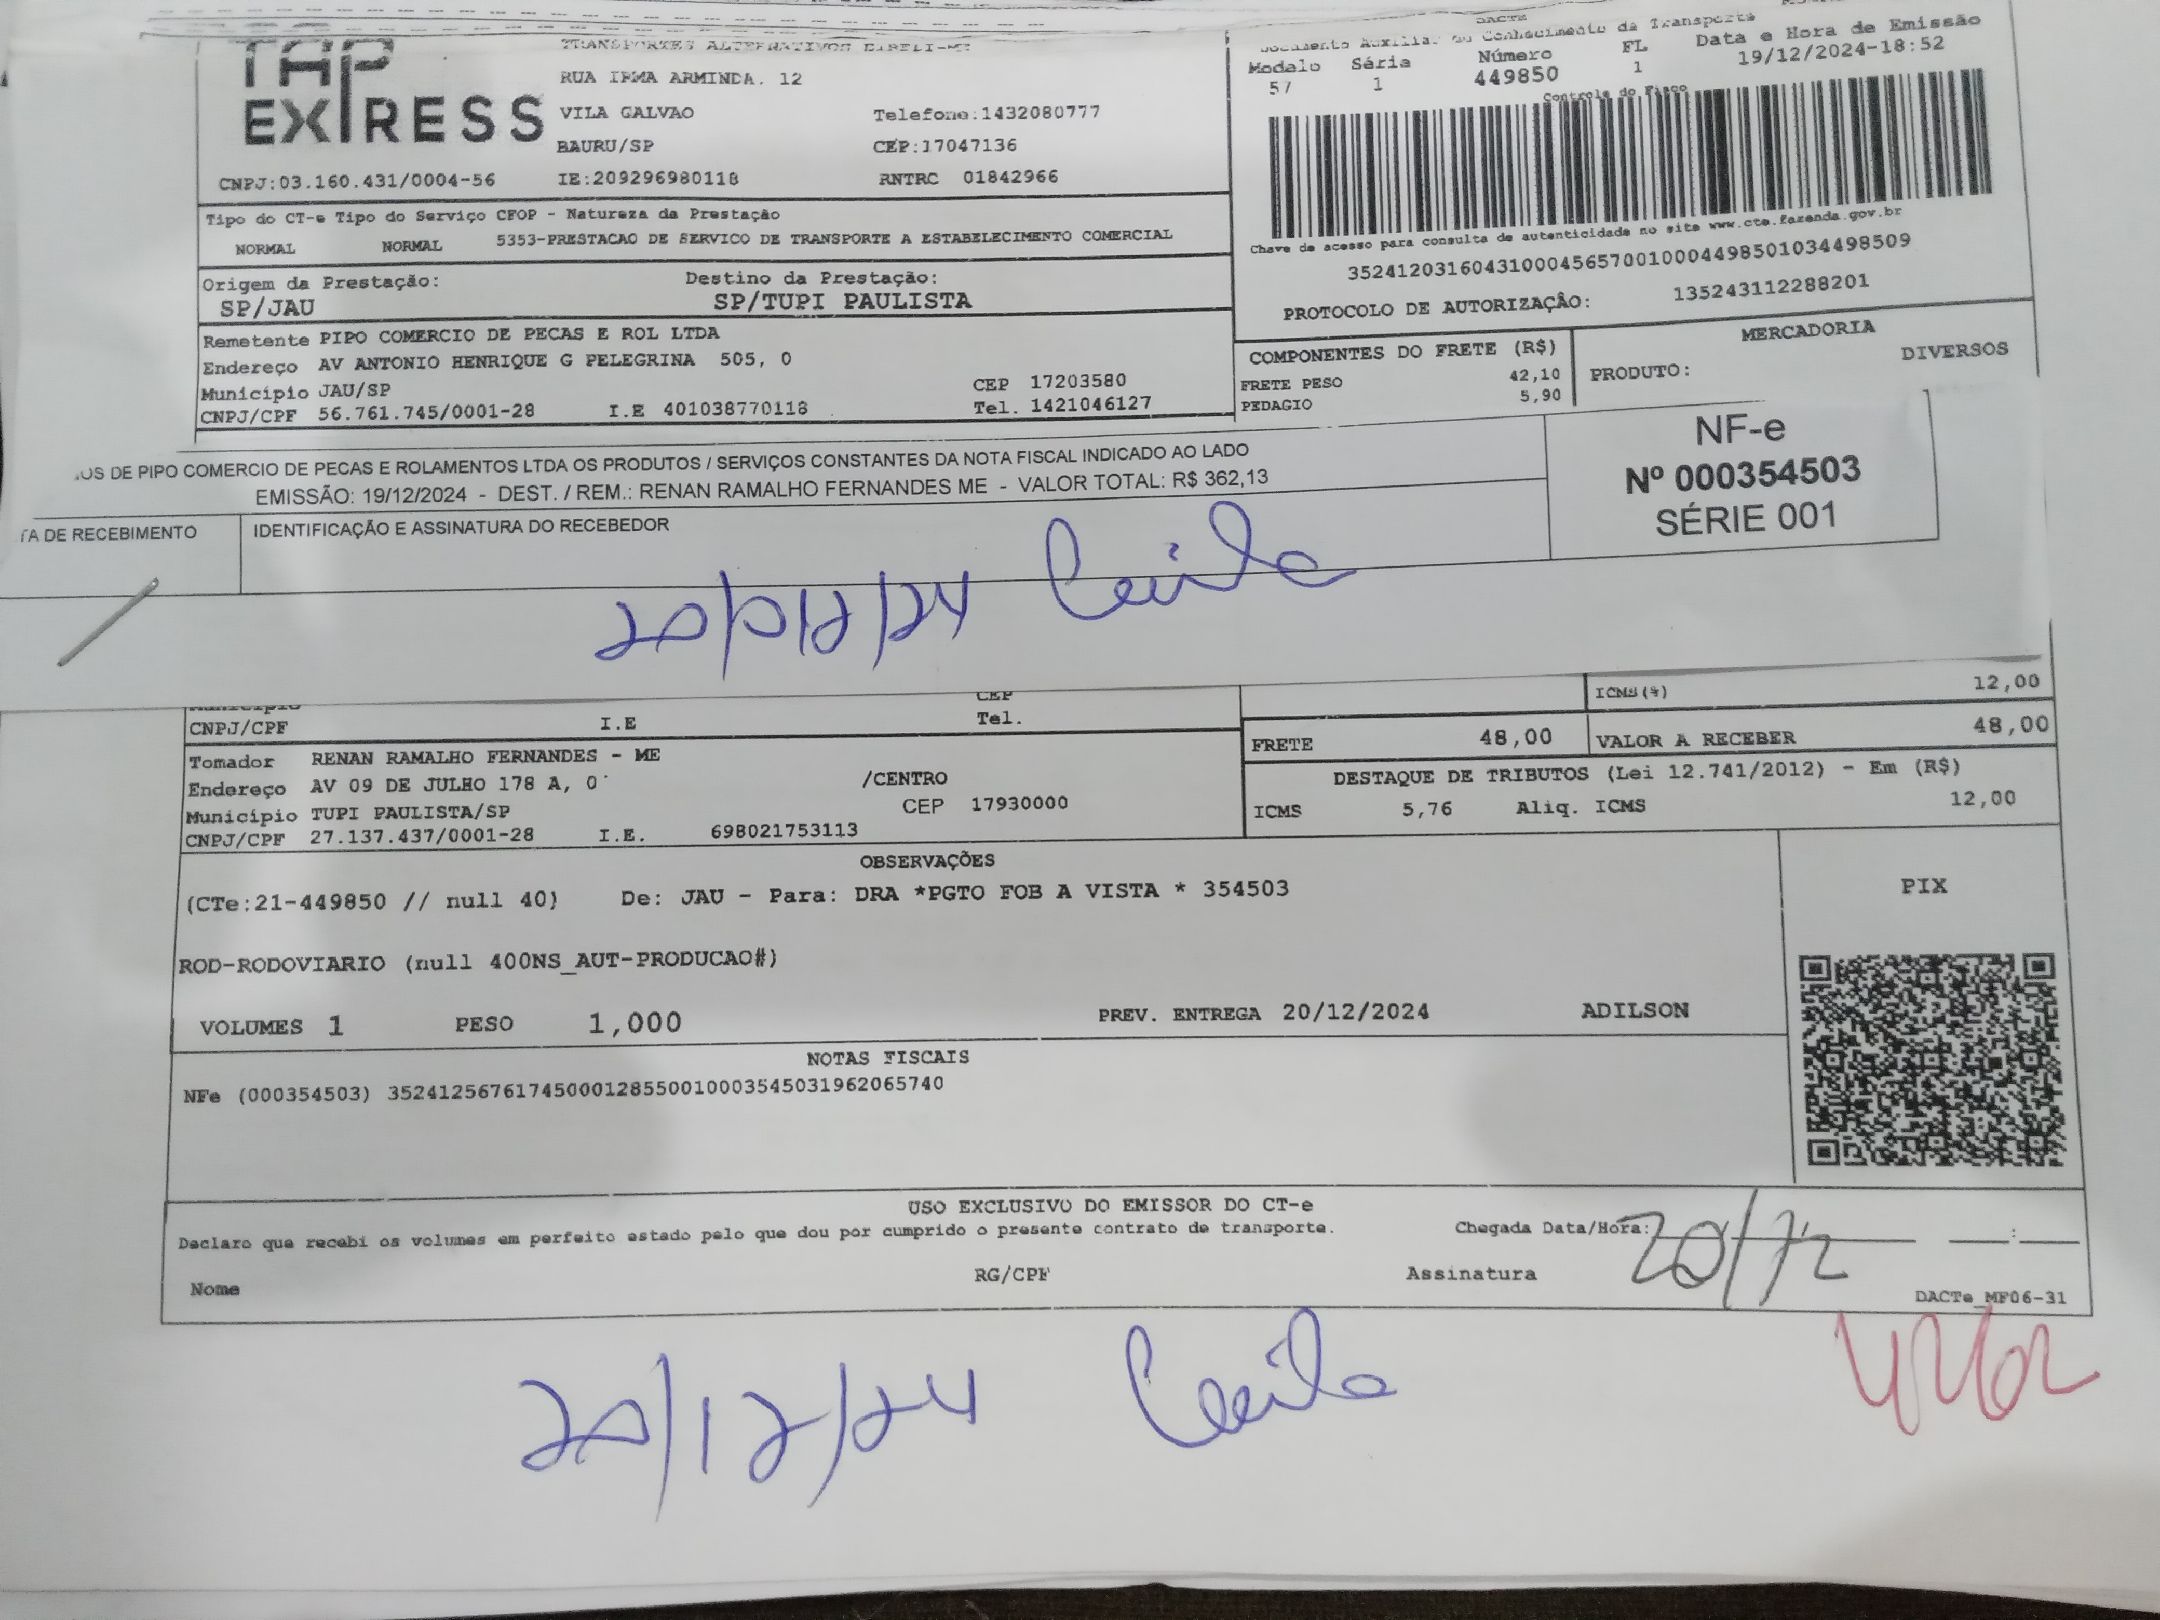 TAP
EXPRESS
TRANSPORTES ALTERNATIVOS EIRELI-ME
RUA IRMA ARMINDA. 12
VILA GALVAO Telefone:1432080777
BAURU/SP CEP:17047136
CNPJ:03.160.431/0004-56 IE:209296980118 RNTRC 01842966
DACTE
Documento Auxiliar do Conhecimento de Transporte
Modelo Série Número FL Data e Hora de Emissão
57 1 449850 1 19/12/2024-18:52
Controle do Fisco
Chave de acesso para consulta de autenticidade no site www.cte.fazenda.gov.br
35241203160431000456570010004498501034498509
PROTOCOLO DE AUTORIZAÇÂO: 135243112288201
Tipo do CT-e Tipo do Serviço CFOP - Natureza da Prestação
NORMAL NORMAL 5353-PRESTACAO DE SERVICO DE TRANSPORTE A ESTABELECIMENTO COMERCIAL
Origem da Prestação: Destino da Prestação:
SP/JAU SP/TUPI PAULISTA
Remetente PIPO COMERCIO DE PECAS E ROL LTDA
Endereço AV ANTONIO HENRIQUE G PELEGRINA 505, 0
Município JAU/SP CEP 17203580
CNPJ/CPF 56.761.745/0001-28 I.E 401038770118 Tel. 1421046127
COMPONENTES DO FRETE (R$)
FRETE PESO 42,10
PEDAGIO 5,90
MERCADORIA
PRODUTO: DIVERSOS
OS DE PIPO COMERCIO DE PECAS E ROLAMENTOS LTDA OS PRODUTOS / SERVIÇOS CONSTANTES DA NOTA FISCAL INDICADO AO LADO
EMISSÃO: 19/12/2024 - DEST. / REM.: RENAN RAMALHO FERNANDES ME - VALOR TOTAL: R$ 362,13
TA DE RECEBIMENTO IDENTIFICAÇÃO E ASSINATURA DO RECEBEDOR
NF-e
Nº 000354503
SÉRIE 001
Município CEP
CNPJ/CPF I.E Tel.
ICMS(%) 12,00
FRETE 48,00 VALOR A RECEBER 48,00
Tomador RENAN RAMALHO FERNANDES - ME
Endereço AV 09 DE JULHO 178 A, 0 /CENTRO
Município TUPI PAULISTA/SP CEP 17930000
CNPJ/CPF 27.137.437/0001-28 I.E. 698021753113
DESTAQUE DE TRIBUTOS (Lei 12.741/2012) - Em (R$)
ICMS 5,76 Aliq. ICMS 12,00
OBSERVAÇÕES
(CTe:21-449850 // null 40) De: JAU - Para: DRA *PGTO FOB A VISTA * 354503
ROD-RODOVIARIO (null 400NS_AUT-PRODUCAO#)
VOLUMES 1 PESO 1,000 PREV. ENTREGA 20/12/2024 ADILSON
PIX
NOTAS FISCAIS
NFe (000354503) 35241256761745000128550010003545031962065740
USO EXCLUSIVO DO EMISSOR DO CT-e
Declaro que recebi os volumes em perfeito estado pelo que dou por cumprido o presente contrato de transporte. Chegada Data/Hora: 20/12 :
Nome RG/CPF Assinatura
DACTe_MF06-31
20/12/24